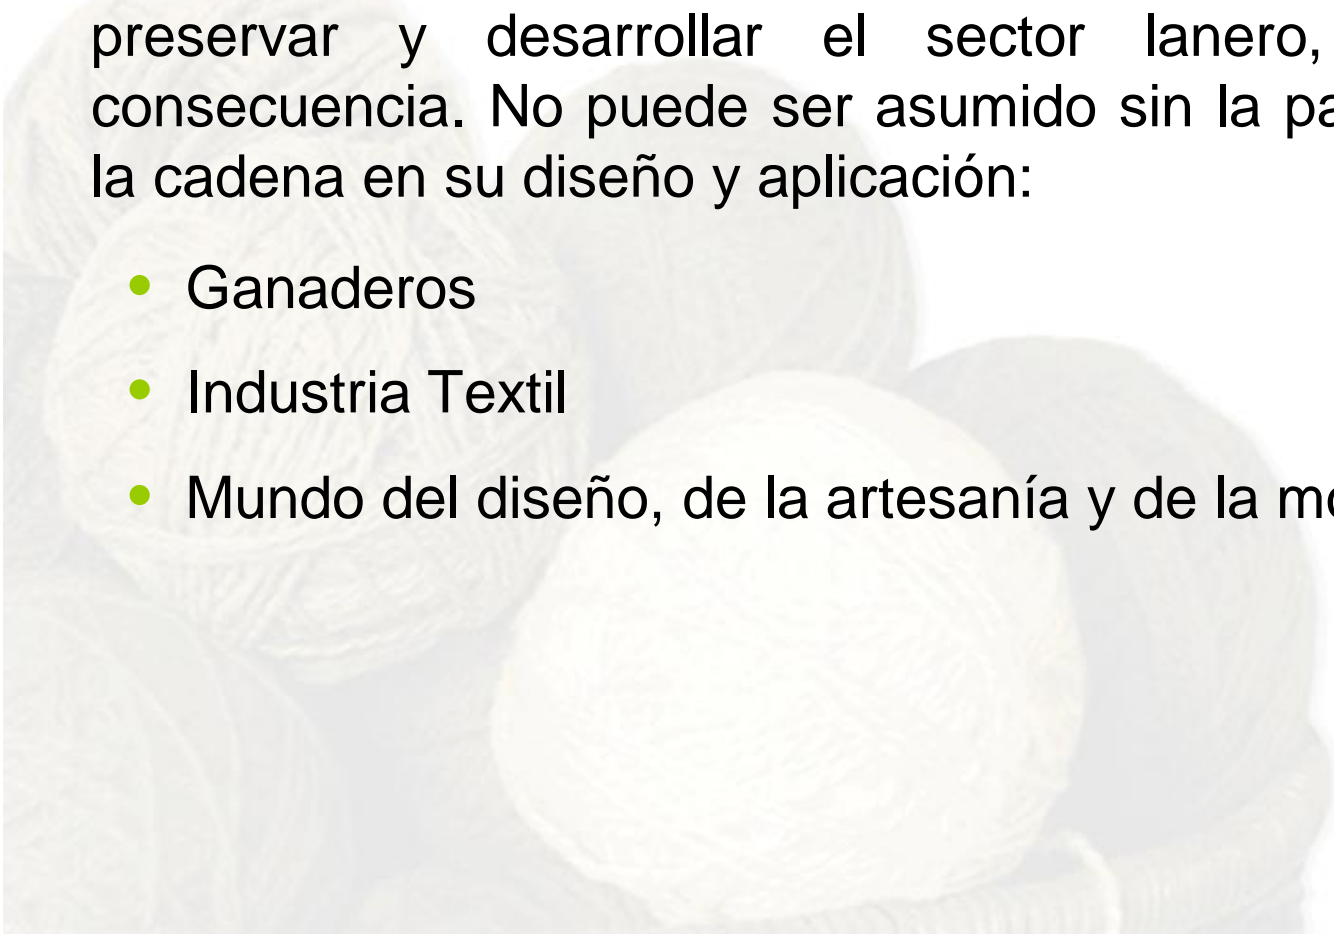 preservar y desarrollar el sector lanero,
consecuencia. No puede ser asumido sin la
la cadena en su diseño y aplicación:
• Ganaderos
• Industria Textil
• Mundo del diseño, de la artesanía y de la